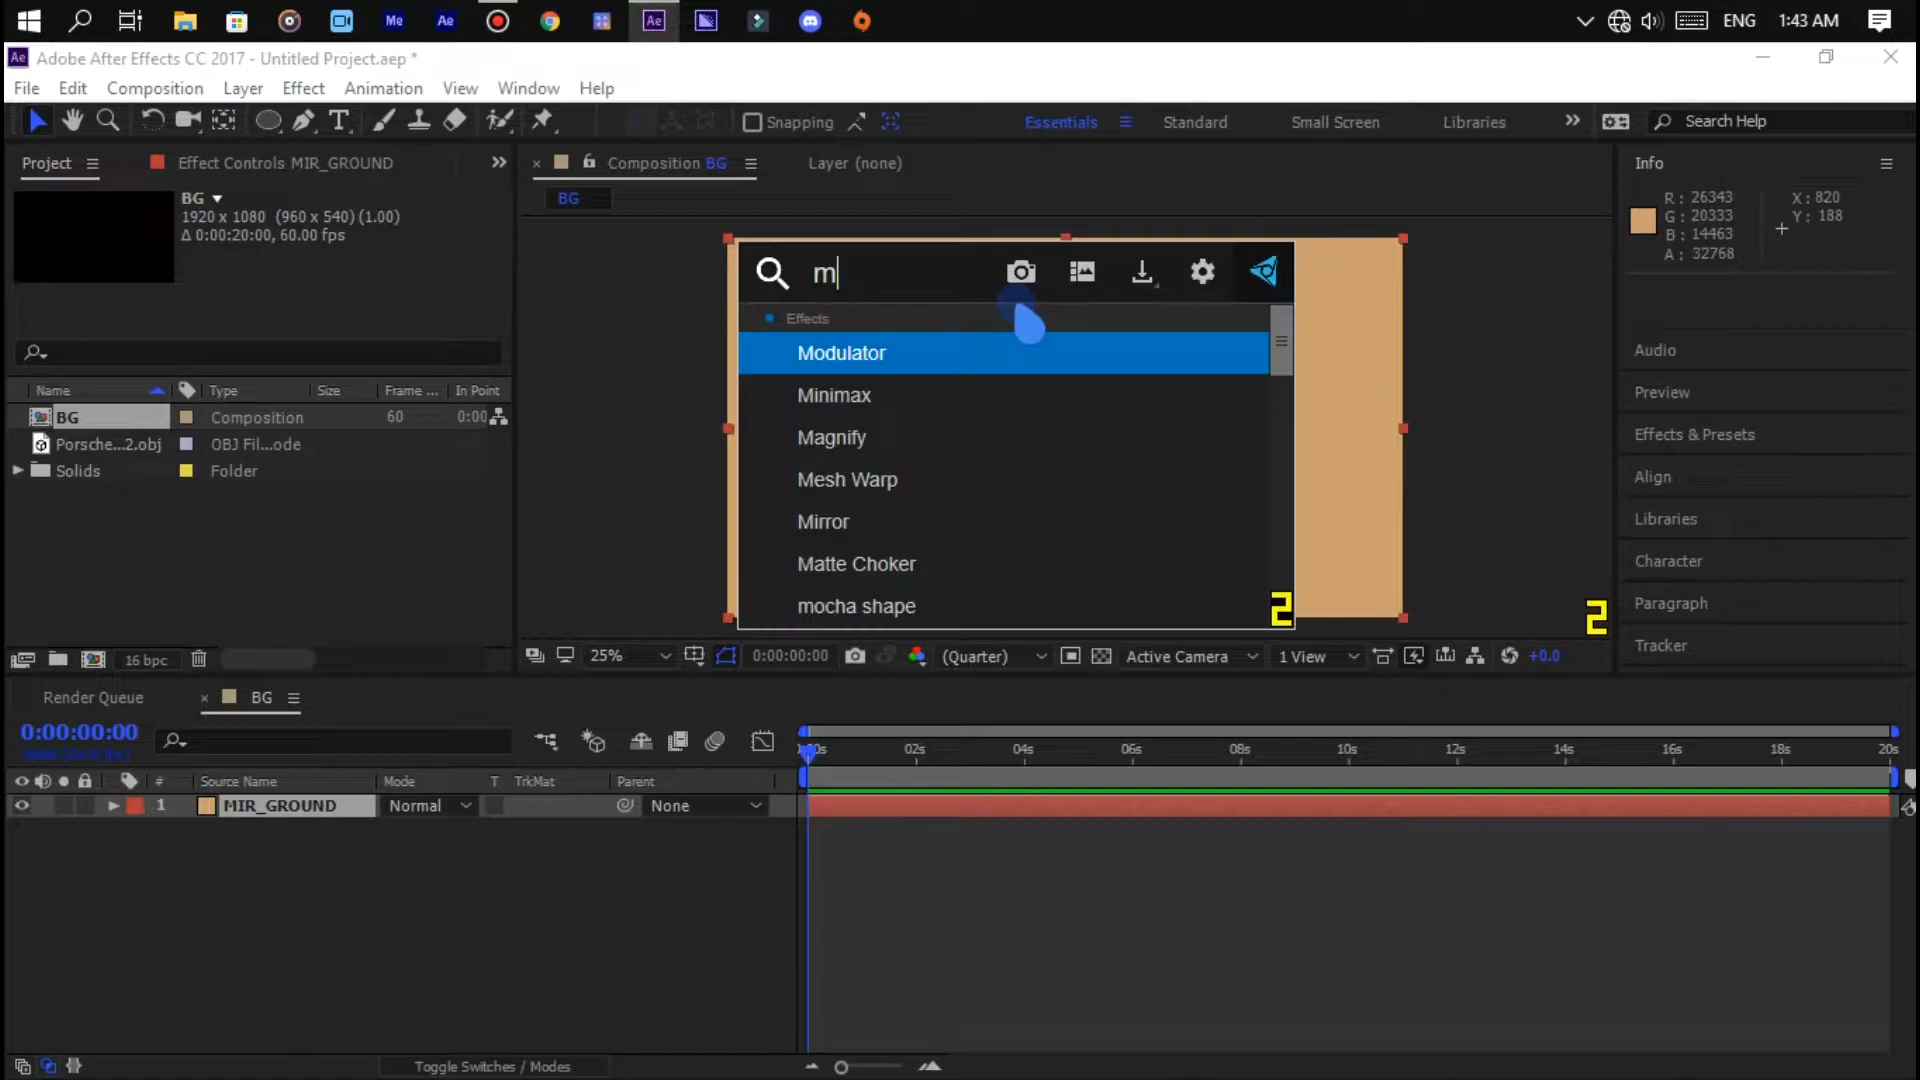 Me
Ae
Ae
ENG
1:43 AM
Ae
Adobe After Effects CC 2017 - Untitled Project.aep *
File
Edit
Composition
Layer
Effect
Animation
View
Window
Help
T
Snapping
Essentials
Standard
Small Screen
Libraries
Search Help
Project
Effect Controls MIR_GROUND
Composition BG
Layer (none)
Info
BG
1920 x 1080 (960 x 540) (1.00)
Δ 0:00:20:00, 60.00 fps
BG
R: 26343
G: 20333
B: 14463
A: 32768
X: 820
Y: 188
m
Effects
Modulator
Minimax
Magnify
Mesh Warp
Mirror
Matte Choker
mocha shape
2
2
Name
Type
Size
Frame ...
In Point
BG
Composition
60
0:00
Porsche...2.obj
OBJ Fil...ode
Solids
Folder
Audio
Preview
Effects & Presets
Align
Libraries
Character
Paragraph
Tracker
16 bpc
25%
0:00:00:00
(Quarter)
Active Camera
1 View
+0.0
Render Queue
BG
0:00:00:00
02s
04s
06s
08s
10s
12s
14s
16s
18s
20s
#
Source Name
Mode
T
TrkMat
Parent
1
MIR_GROUND
Normal
None
Toggle Switches / Modes